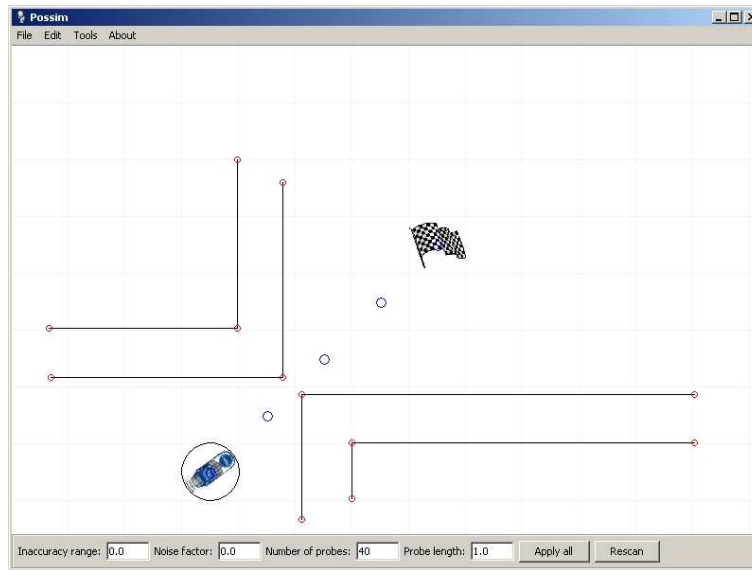 Possim
File Edit Tools About
Inaccuracy range: 0.0 Noise factor: 0.0 Number of probes: 40 Probe length: 1.0 Apply all Rescan